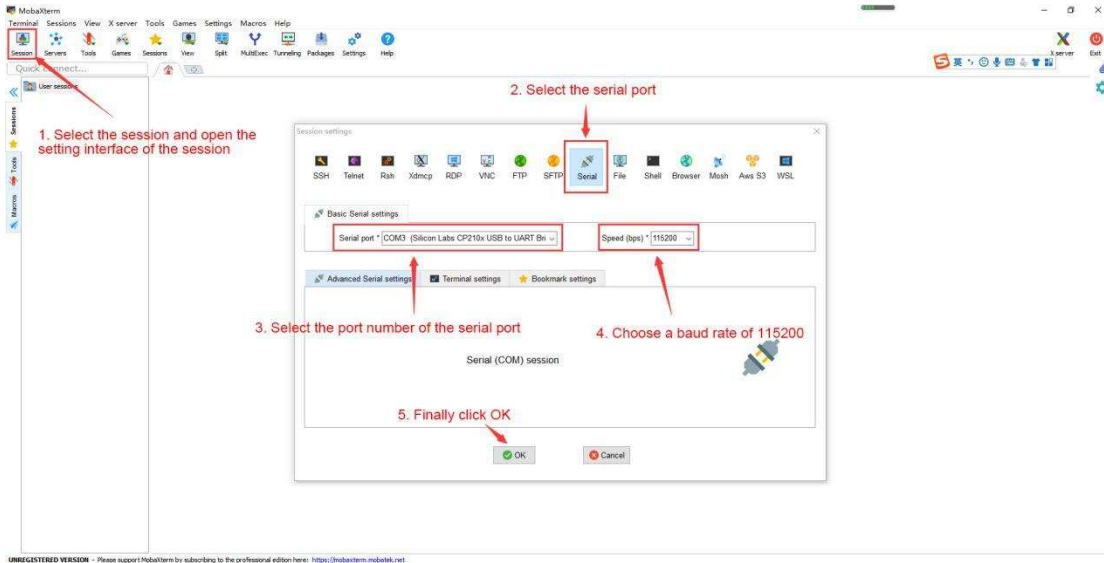 MobaXterm
Terminal Sessions View X server Tools Games Settings Macros Help
Session Servers Tools Games Sessions View Split MultiExec Tunneling Packages Settings Help
X server Exit
Quick connect...
英
User sessions
Sessions
Tools
Macros
1. Select the session and open the
setting interface of the session
2. Select the serial port
Session settings
SSH Telnet Rsh Xdmcp RDP VNC FTP SFTP Serial File Shell Browser Mosh Aws S3 WSL
Basic Serial settings
Serial port * COM3 (Silicon Labs CP210x USB to UART Bri Speed (bps) * 115200
Advanced Serial settings Terminal settings Bookmark settings
3. Select the port number of the serial port
4. Choose a baud rate of 115200
Serial (COM) session
5. Finally click OK
OK Cancel
UNREGISTERED VERSION - Please support MobaXterm by subscribing to the professional edition here: https://mobaxterm.mobatek.net